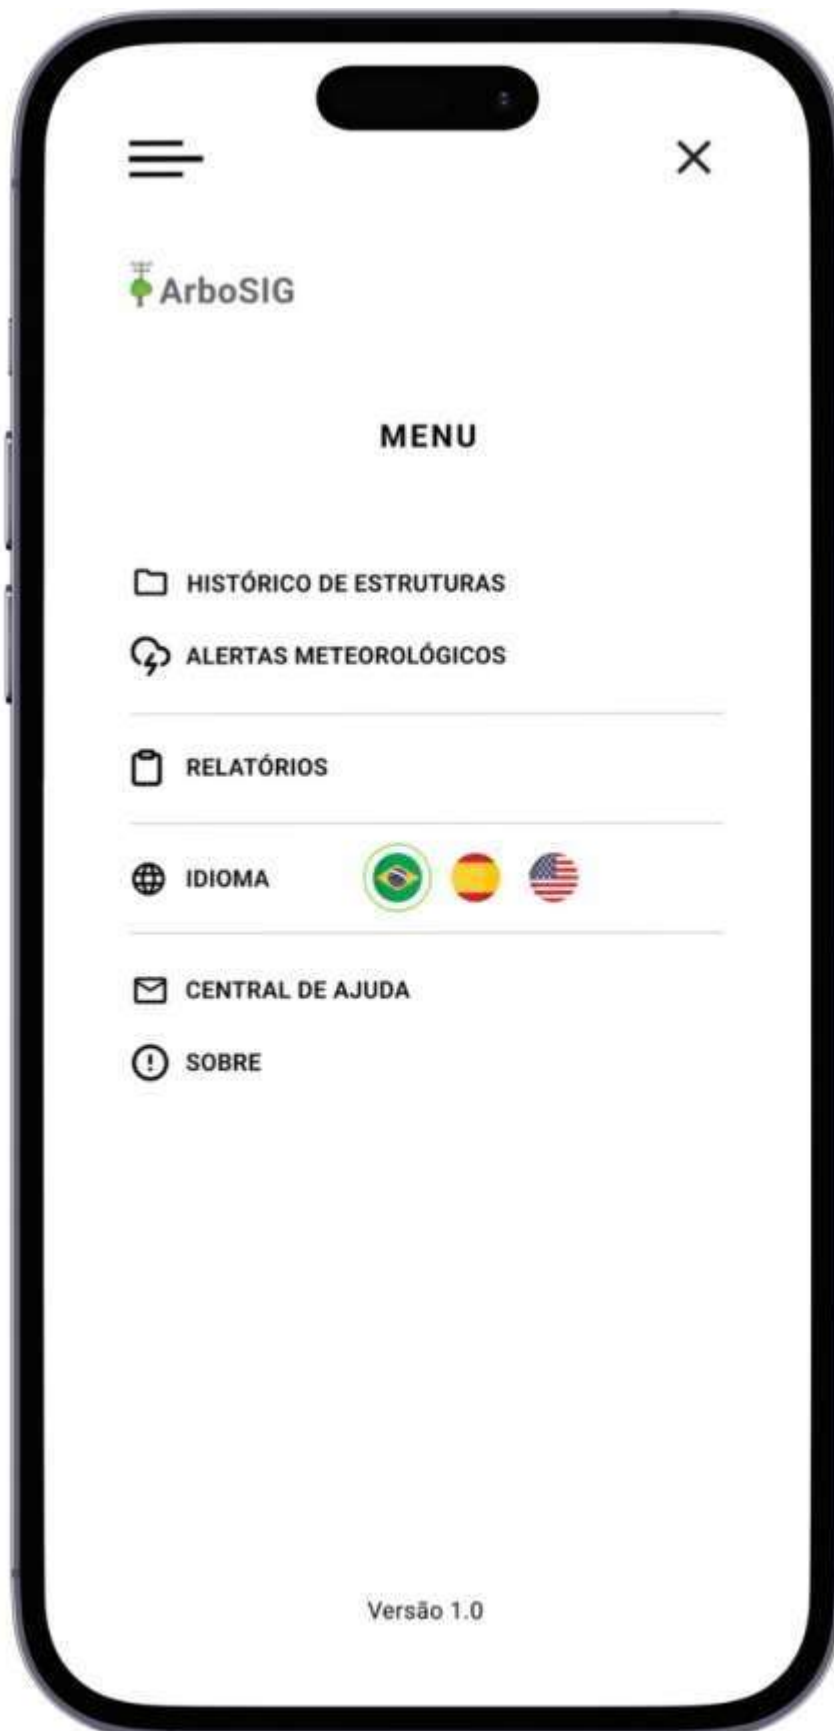 ArboSIG
MENU
HISTÓRICO DE ESTRUTURAS
ALERTAS METEOROLÓGICOS
RELATÓRIOS
IDIOMA
CENTRAL DE AJUDA
SOBRE
Versão 1.0